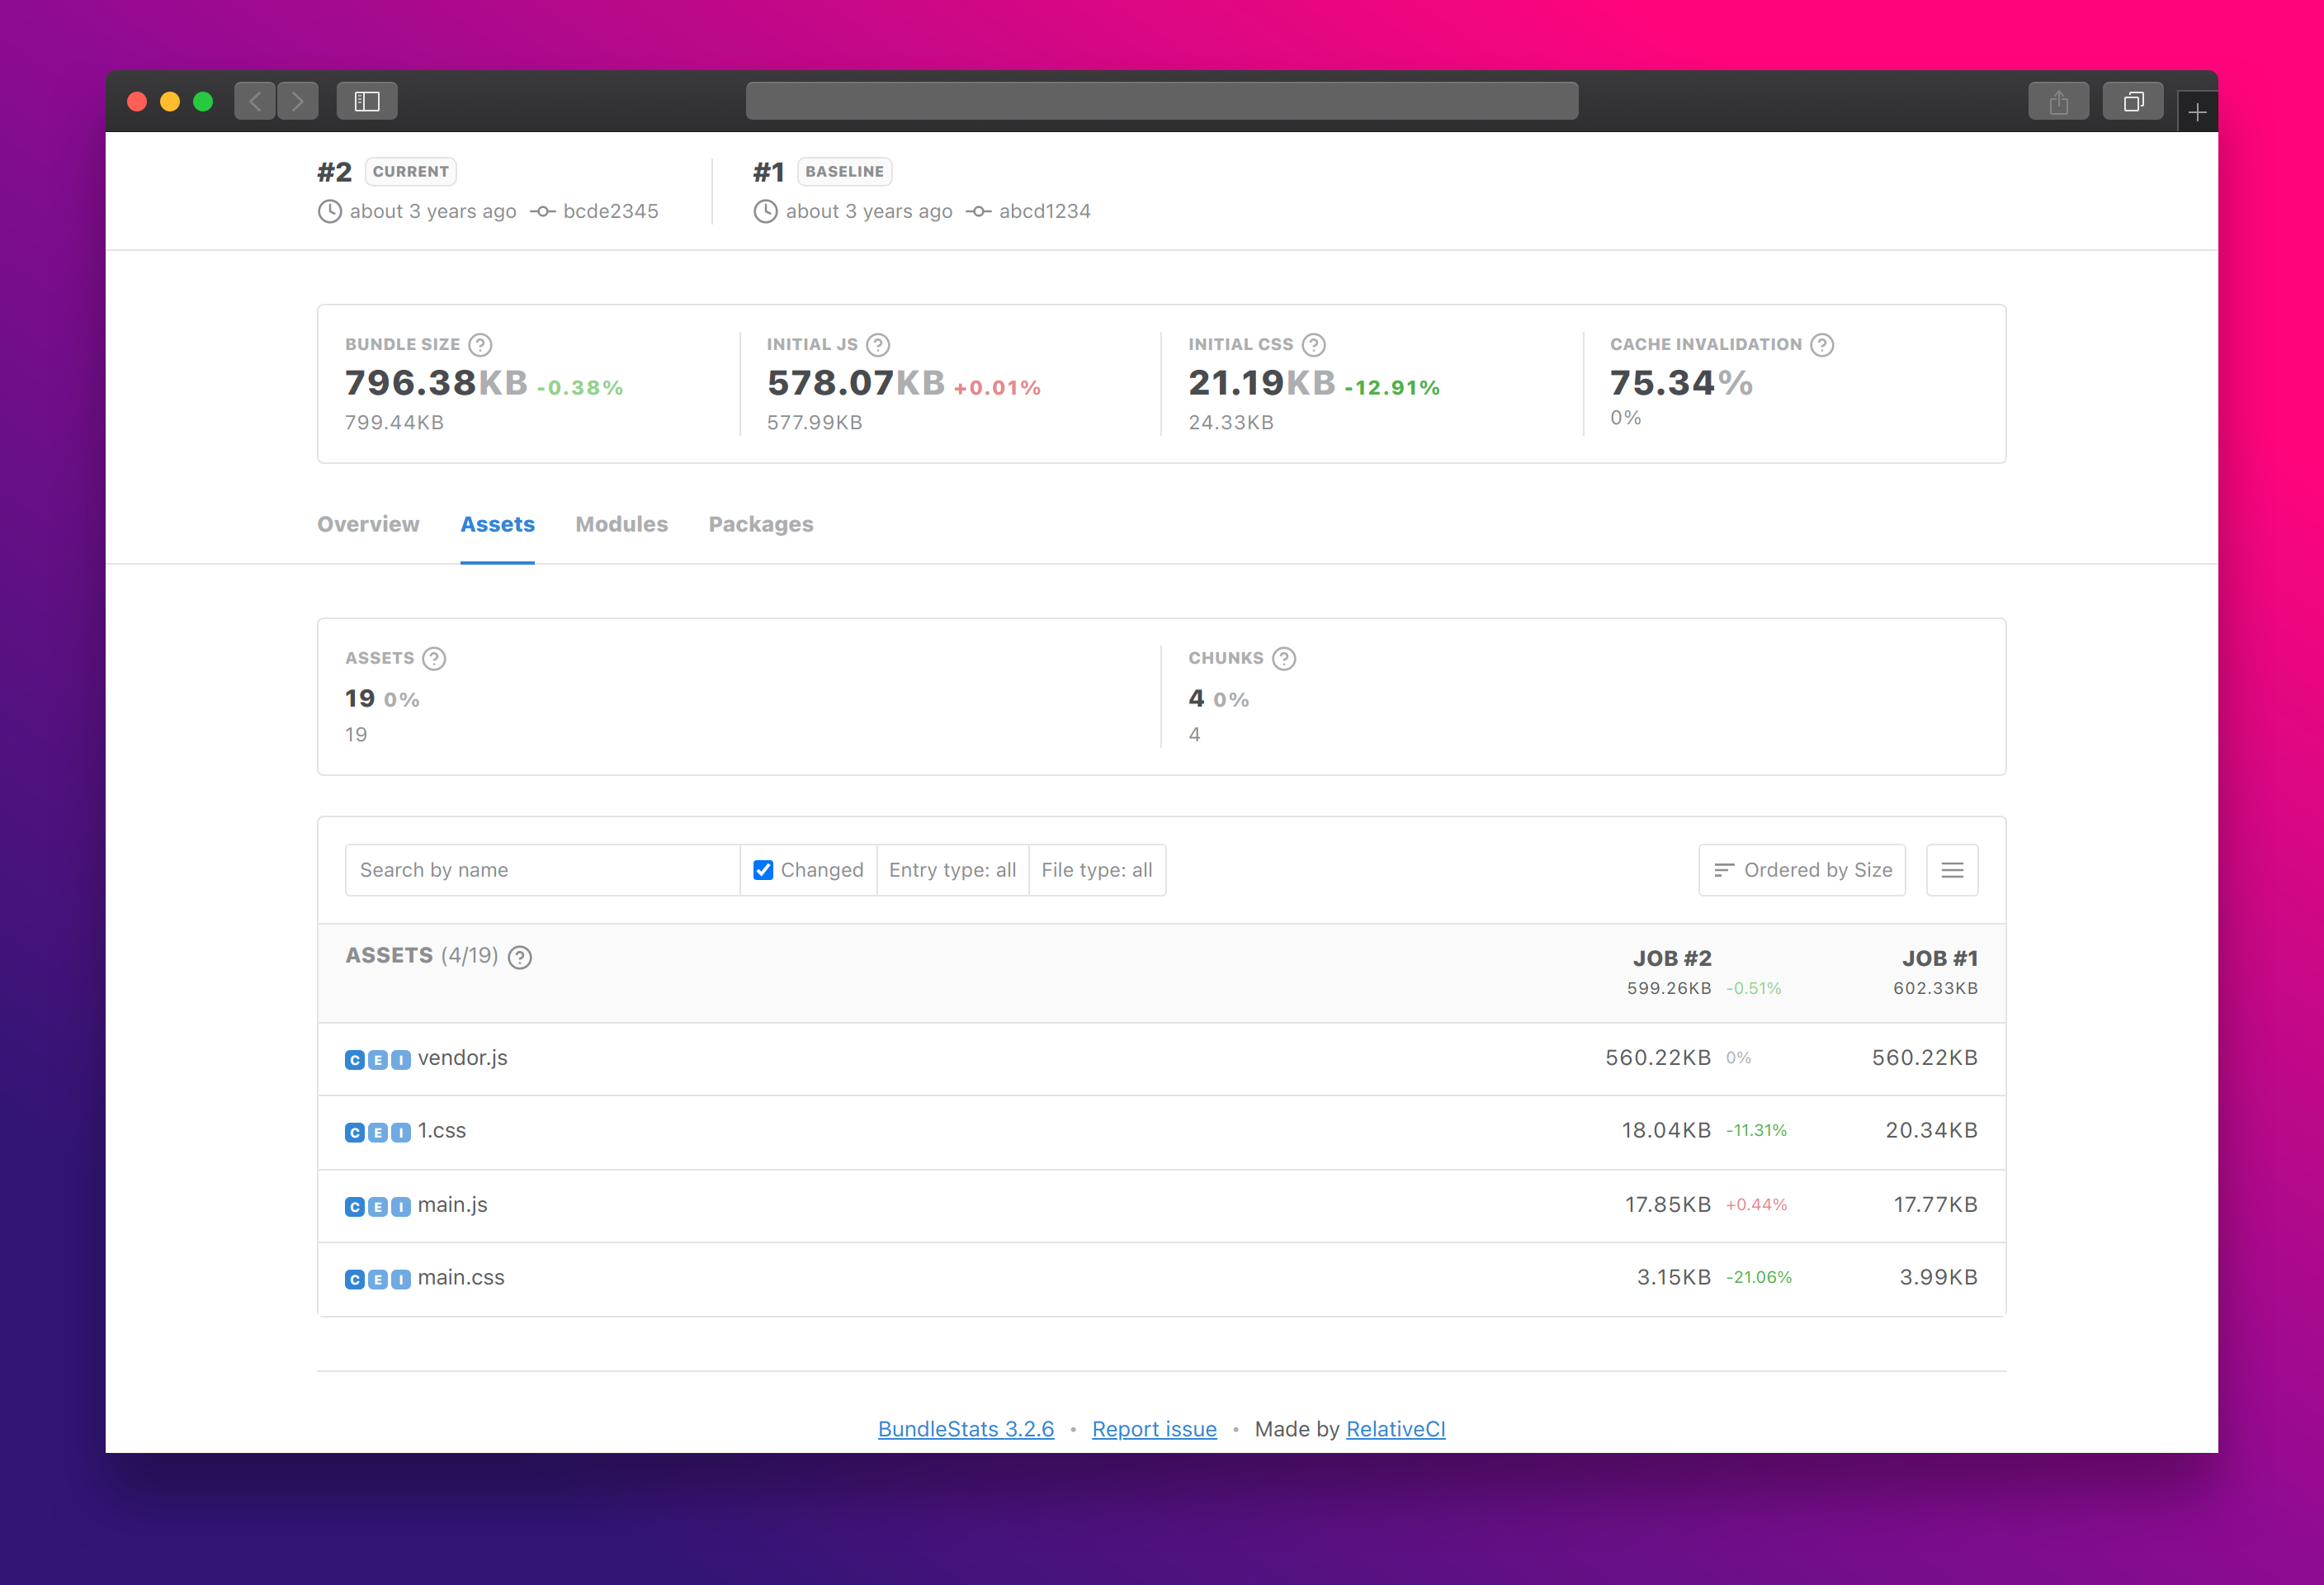 #2 CURRENT
about 3 years ago bcde2345
#1 BASELINE
about 3 years ago abcd1234
BUNDLE SIZE ?
796.38KB -0.38%
799.44KB
INITIAL JS ?
578.07KB +0.01%
577.99KB
INITIAL CSS ?
21.19KB -12.91%
24.33KB
CACHE INVALIDATION ?
75.34%
0%
Overview Assets Modules Packages
ASSETS ?
19 0%
19
CHUNKS ?
4 0%
4
Search by name Changed Entry type: all File type: all Ordered by Size
ASSETS (4/19) ? JOB #2 JOB #1
599.26KB -0.51% 602.33KB
C E I vendor.js 560.22KB 0% 560.22KB
C E I 1.css 18.04KB -11.31% 20.34KB
C E I main.js 17.85KB +0.44% 17.77KB
C E I main.css 3.15KB -21.06% 3.99KB
BundleStats 3.2.6 • Report issue • Made by RelativeCI